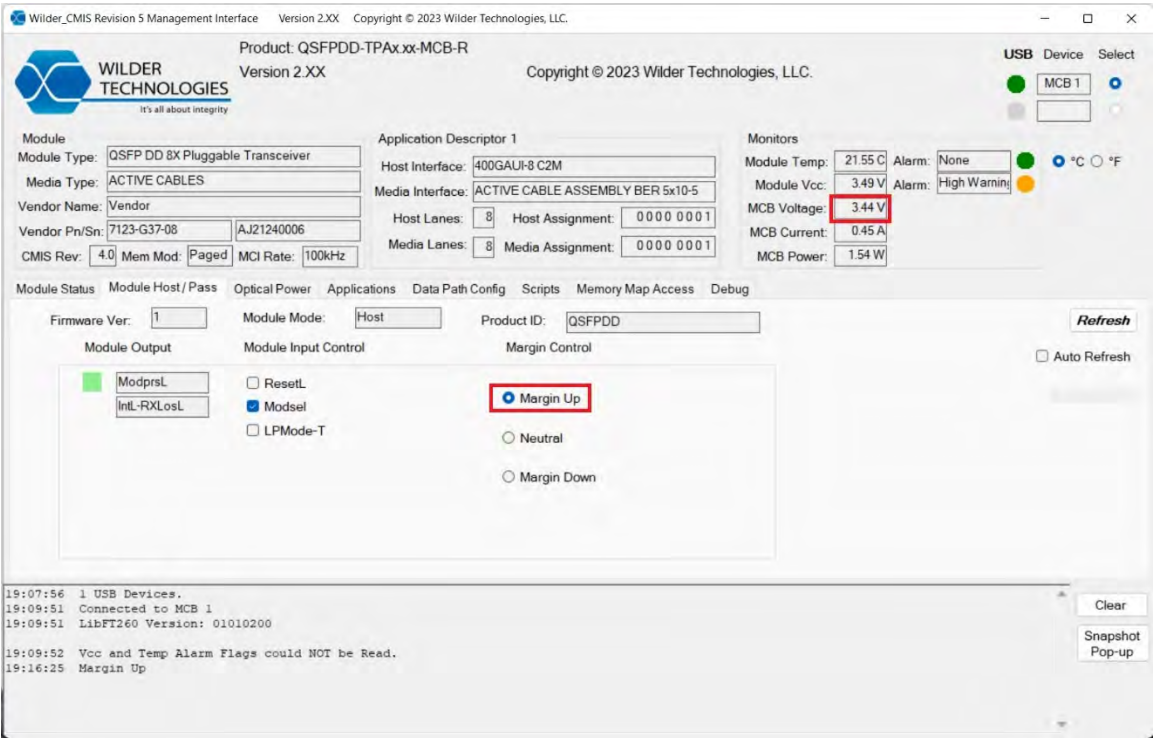 Wilder_CMIS Revision 5 Management Interface Version 2.XX Copyright © 2023 Wilder Technologies, LLC.
WILDER
TECHNOLOGIES
It's all about integrity
Product: QSFPDD-TPAx.xx-MCB-R
Version 2.XX
Copyright © 2023 Wilder Technologies, LLC.
USB Device Select
MCB 1
Module
Module Type: QSFP DD 8X Pluggable Transceiver
Media Type: ACTIVE CABLES
Vendor Name: Vendor
Vendor Pn/Sn: 7123-G37-08 AJ21240006
CMIS Rev: 4.0 Mem Mod: Paged MCI Rate: 100kHz
Application Descriptor 1
Host Interface: 400GAUI-8 C2M
Media Interface: ACTIVE CABLE ASSEMBLY BER 5x10-5
Host Lanes: 8 Host Assignment: 0000 0001
Media Lanes: 8 Media Assignment: 0000 0001
Monitors
Module Temp: 21.55 C Alarm: None °C °F
Module Vcc: 3.49 V Alarm: High Warning
MCB Voltage: 3.44 V
MCB Current: 0.45 A
MCB Power: 1.54 W
Module Status Module Host / Pass Optical Power Applications Data Path Config Scripts Memory Map Access Debug
Firmware Ver: 1 Module Mode: Host Product ID: QSFPDD
Refresh
Auto Refresh
Module Output Module Input Control Margin Control
ModprsL
IntL-RXLosL
ResetL
Modsel
LPMode-T
Margin Up
Neutral
Margin Down
19:07:56 1 USB Devices.
19:09:51 Connected to MCB 1
19:09:51 LibFT260 Version: 01010200
19:09:52 Vcc and Temp Alarm Flags could NOT be Read.
19:16:25 Margin Up
Clear
Snapshot
Pop-up